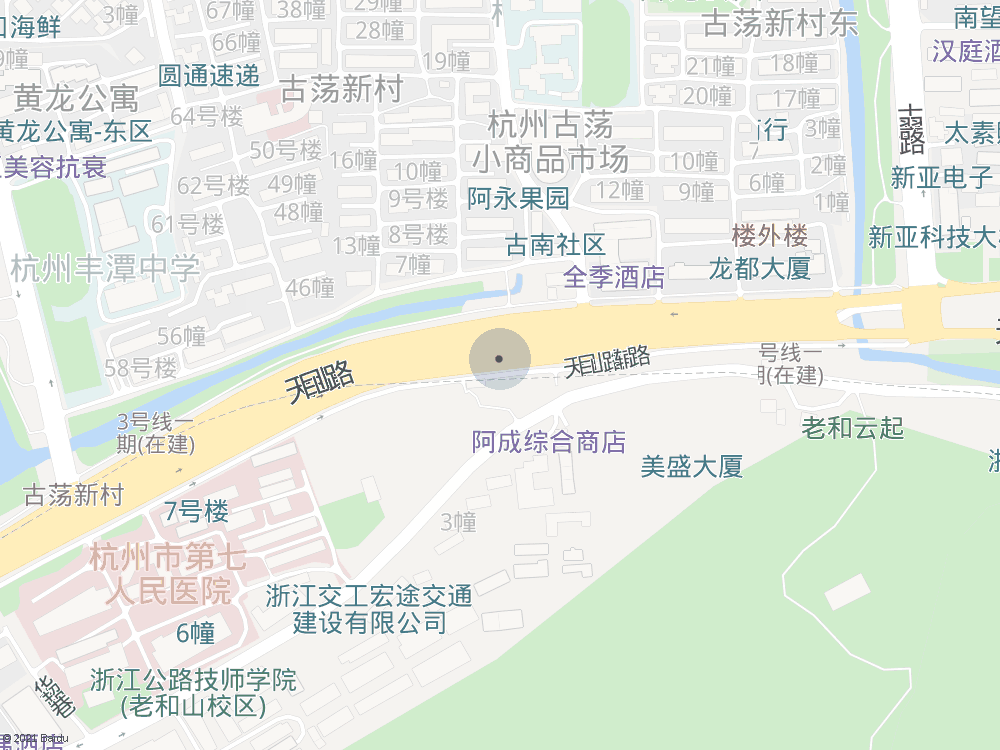 67幢
38幢
29幢
3幢
28幢
66幢
19幢
古荡新村东
21幢
18幢
汉庭酒
圆通速递
古荡新村
黄龙公寓
20幢
17幢
64号楼
杭州古荡
小商品市场
黄龙公寓-东区
3幢
太素
50号楼
16幢
10幢
10幢
2幢
美容抗衰
62号楼
49幢
9号楼
阿永果园
12幢
9幢
6幢
新亚电子
48幢
1幢
61号楼
13幢
8号楼
古南社区
楼外楼
新亚科技大
7幢
全季酒店
龙都大厦
杭州丰潭中学
46幢
56幢
58号楼
天目山路
号线一
期(在建)
3号线一
期(在建)
阿成综合商店
老和云起
美盛大厦
古荡新村
7号楼
3幢
杭州市第七
人民医院
浙江交工宏途交通
建设有限公司
6幢
浙江公路技师学院
(老和山校区)
© 2021 Baidu